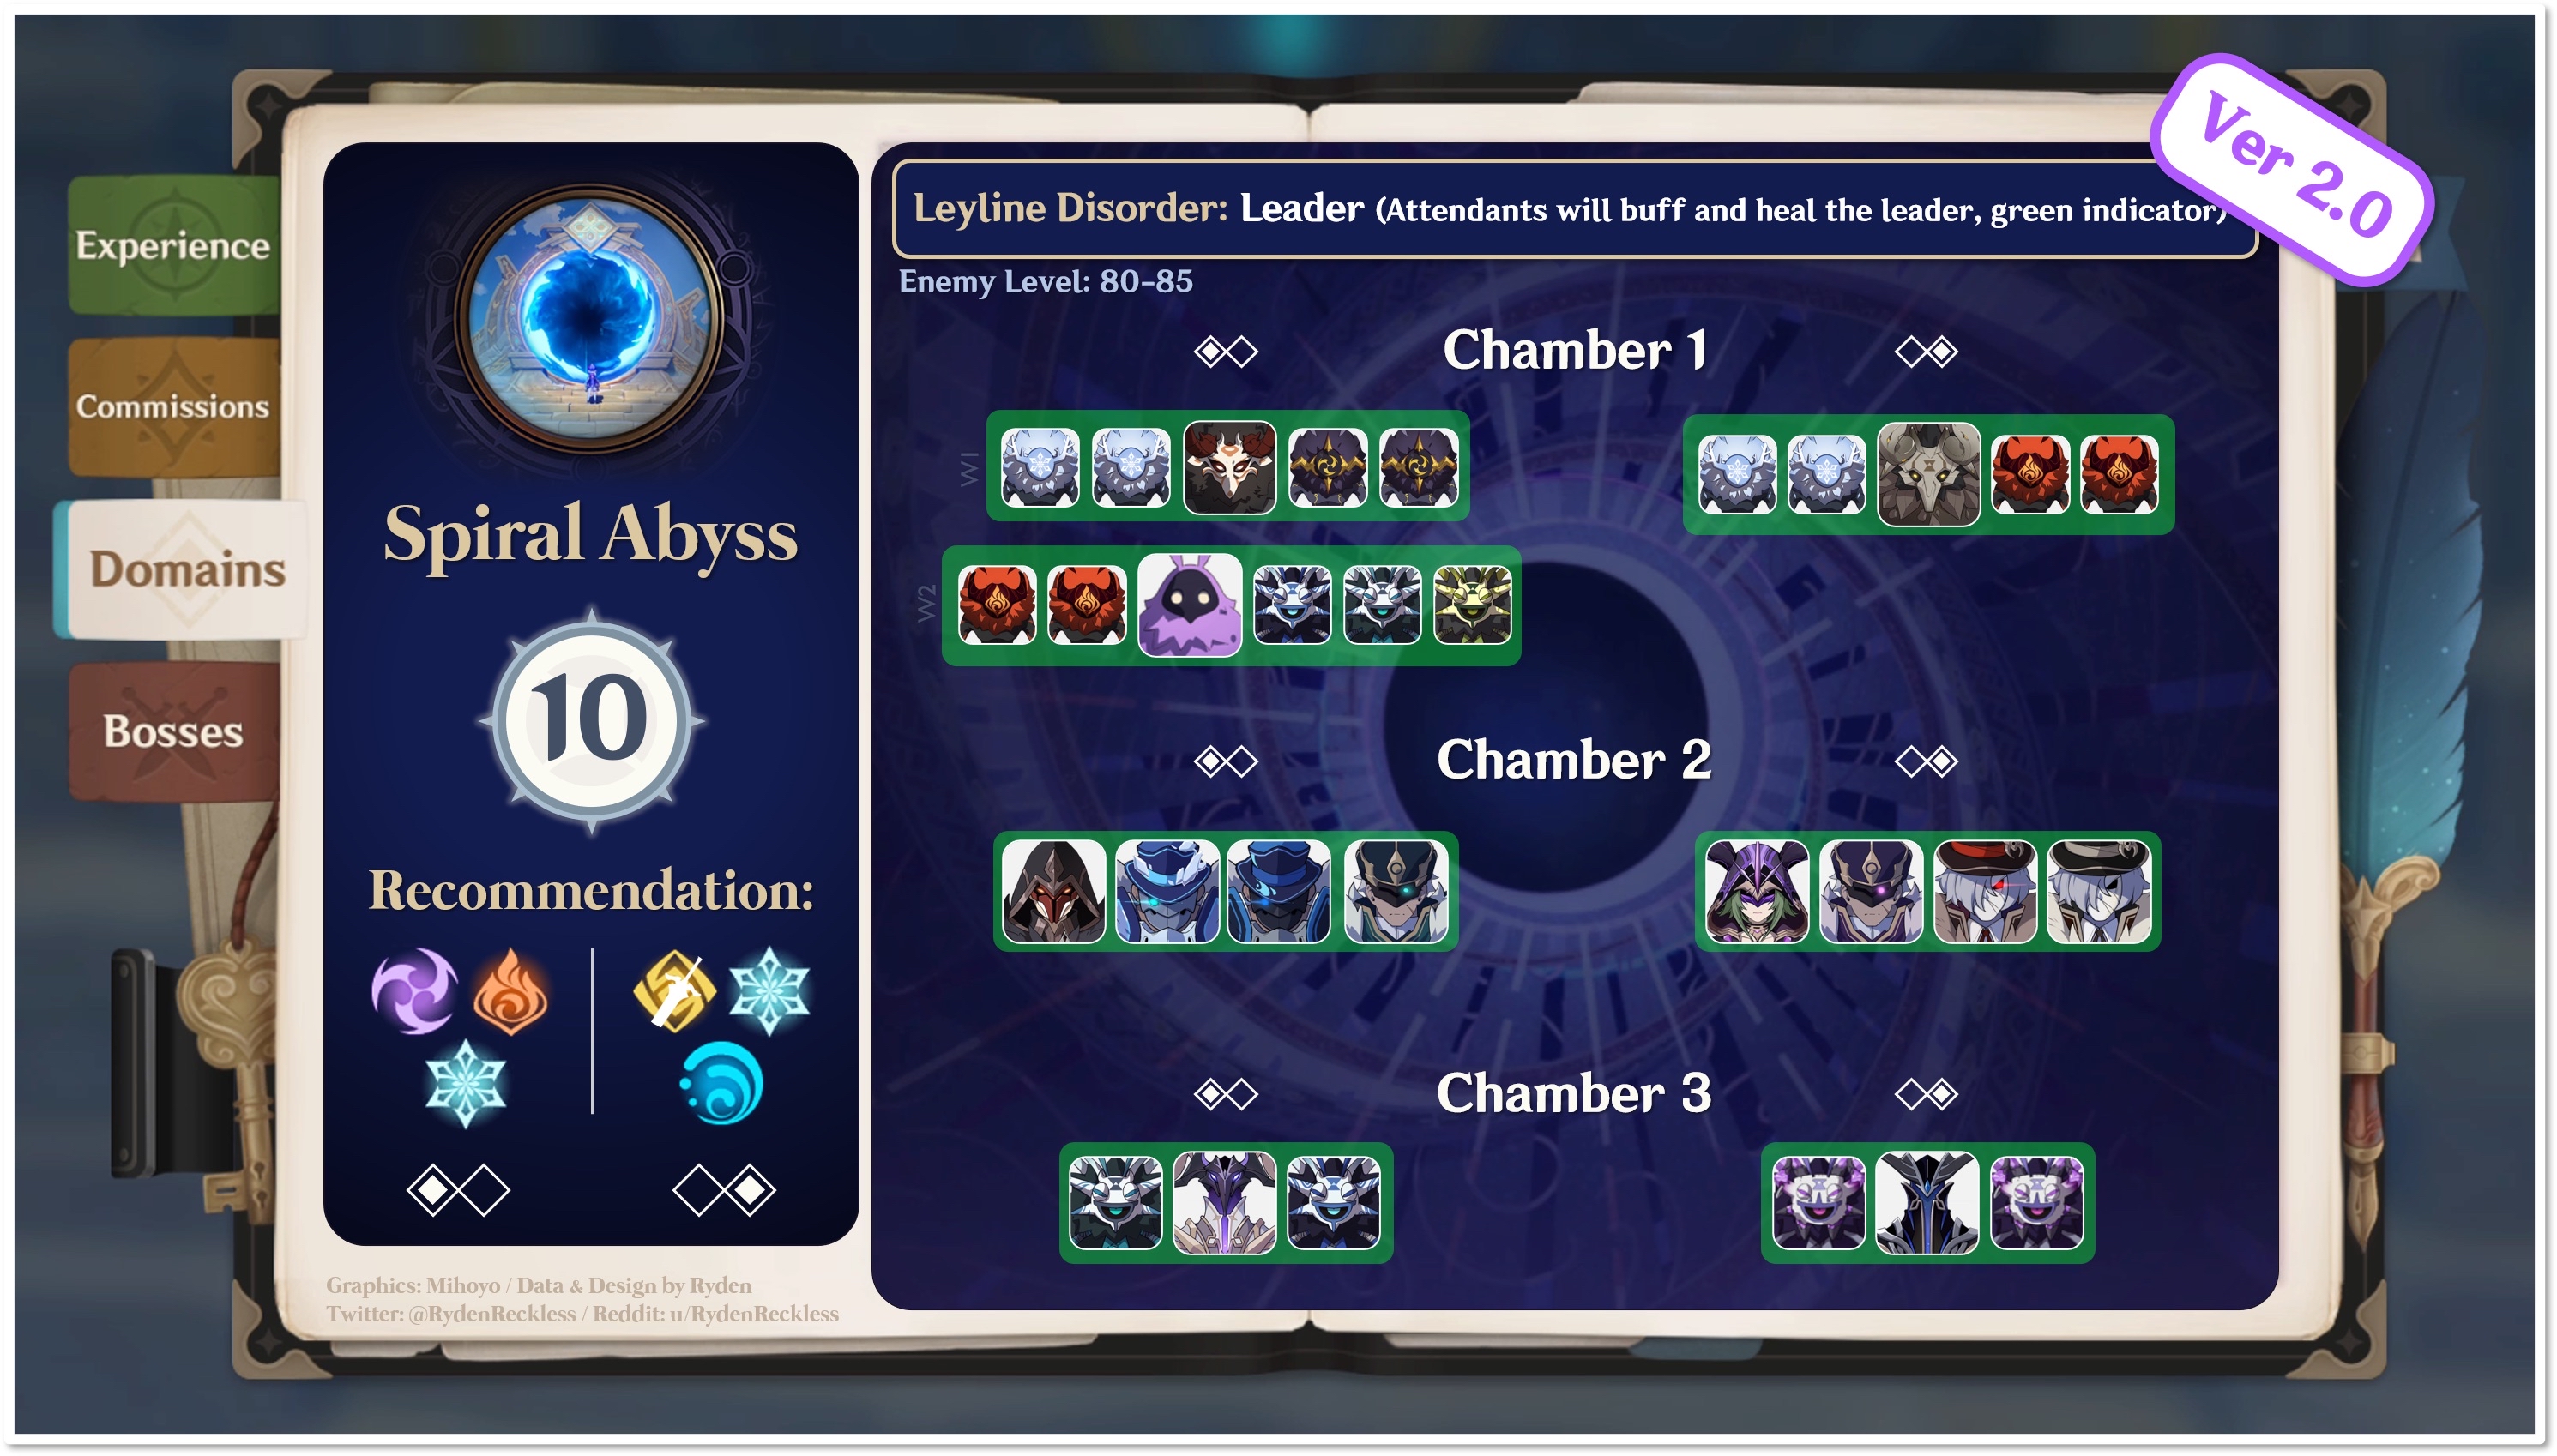 Ver 2.0
Leyline Disorder: Leader (Attendants will buff and heal the leader, green indicator)
Enemy Level: 80-85
Experience
Commissions
Domains
Bosses
Spiral Abyss
10
Recommendation:
Chamber 1
W1
W2
Chamber 2
Chamber 3
Graphics: Mihoyo / Data & Design by Ryden
Twitter: @RydenReckless / Reddit: u/RydenReckless